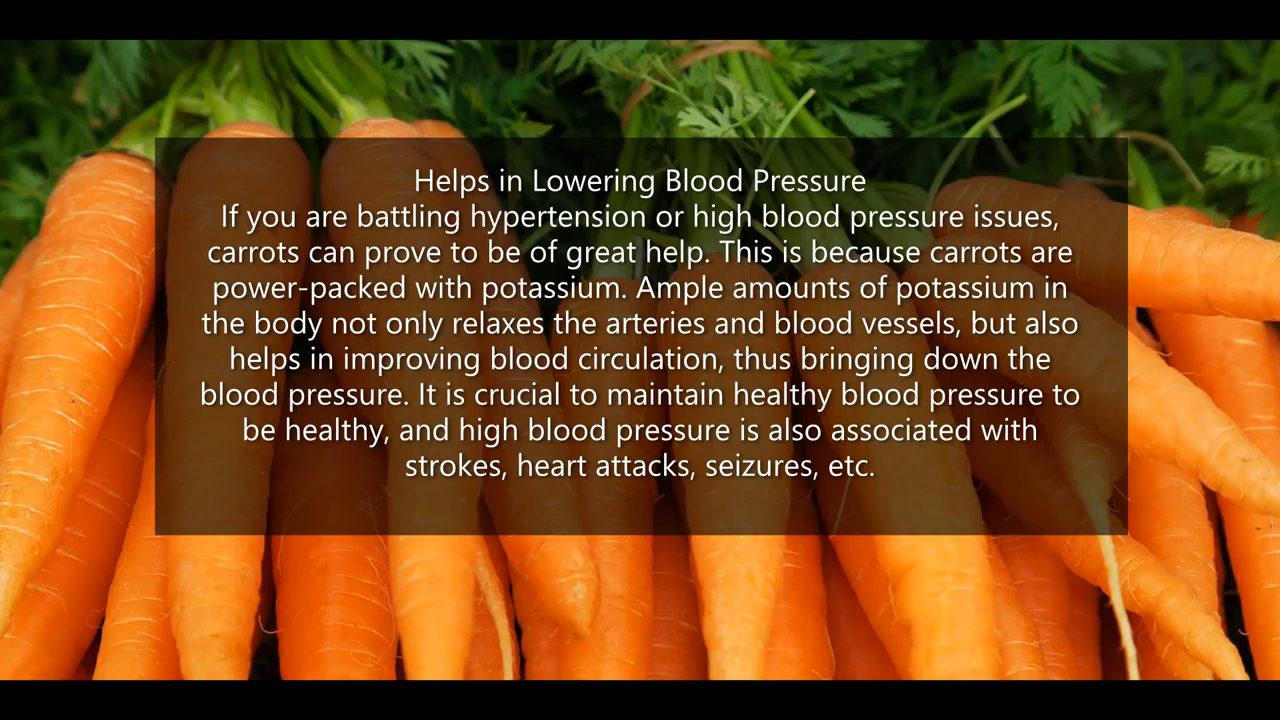 Helps in Lowering Blood Pressure
If you are battling hypertension or high blood pressure issues,
carrots can prove to be of great help. This is because carrots are
power-packed with potassium. Ample amounts of potassium in
the body not only relaxes the arteries and blood vessels, but also
helps in improving blood circulation, thus bringing down the
blood pressure. It is crucial to maintain healthy blood pressure to
be healthy, and high blood pressure is also associated with
strokes, heart attacks, seizures, etc.